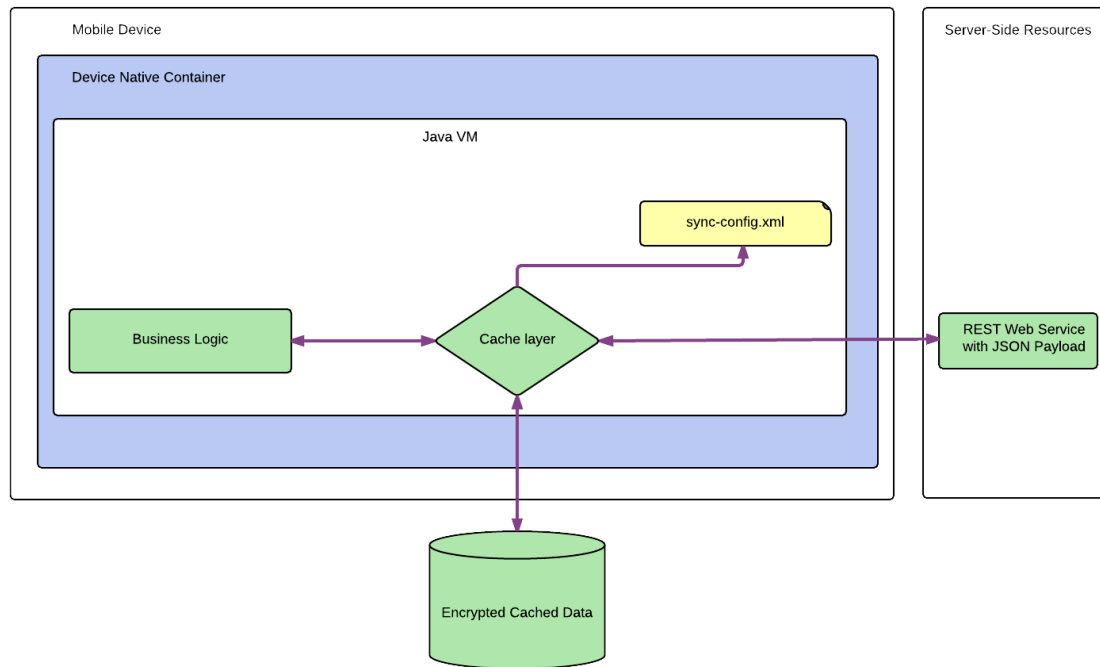 Mobile Device
Server-Side Resources
Device Native Container
Java VM
sync-config.xml
Business Logic
Cache layer
REST Web Service
with JSON Payload
Encrypted Cached Data